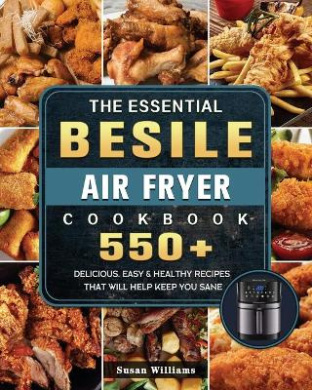 THE ESSENTIAL
BESILE
AIR FRYER
COOKBOOK
550+
DELICIOUS, EASY & HEALTHY RECIPES
THAT WILL HELP KEEP YOU SANE
Susan Williams